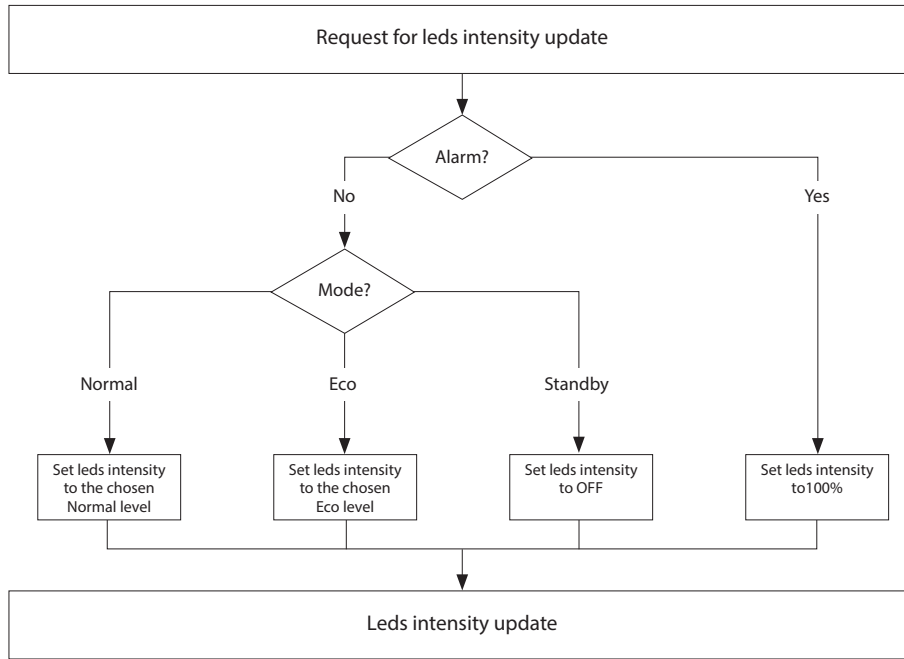 Request for leds intensity update
Alarm?
No
Yes
Mode?
Normal
Eco
Standby
Set leds intensity
to the chosen
Normal level
Set leds intensity
to the chosen
Eco level
Set leds intensity
to OFF
Set leds intensity
to100%
Leds intensity update